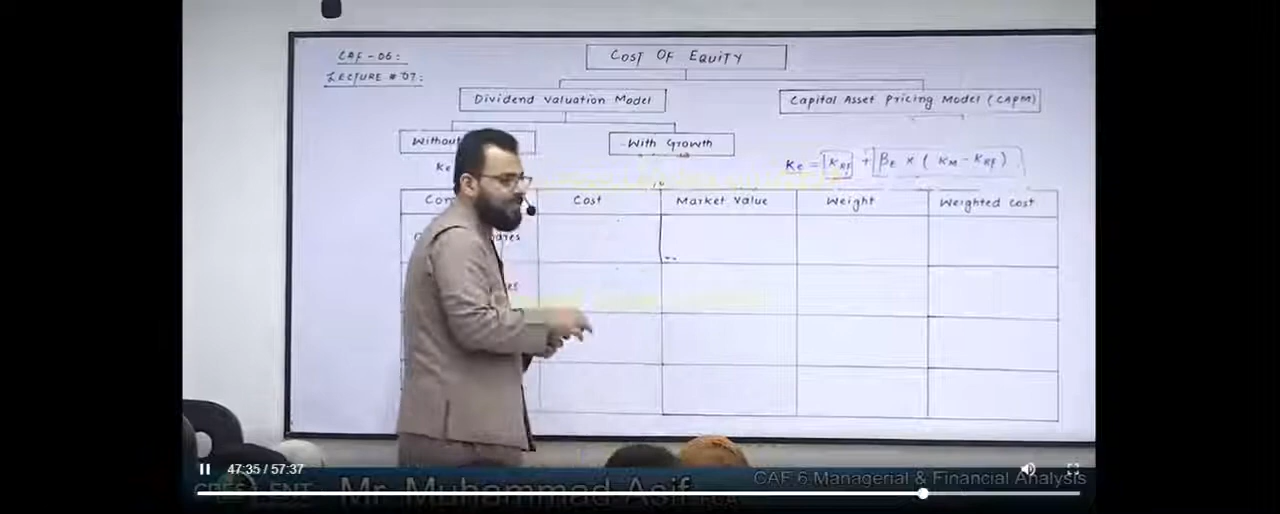 CAF - 06:
LECTURE # 07:
COST OF EQUITY
Dividend Valuation Model
Capital Asset Pricing Model (CAPM)
Without
With Growth
Ke
Ke = KRF + βE × ( KM - KRF )
Cost
Market Value
Weight
Weighted Cost
47:35 / 57:37
Mr. Muhammad Asif FCA
CAF 6 Managerial & Financial Analysis